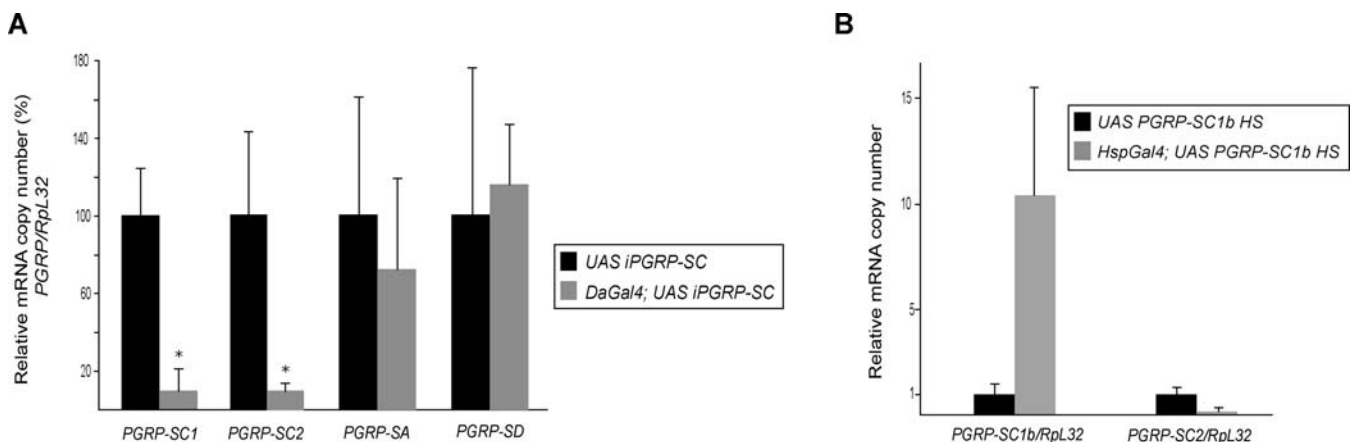 A
Relative mRNA copy number (%)
PGRP/RpL32
180
140
100
60
20
*
*
PGRP-SC1
PGRP-SC2
PGRP-SA
PGRP-SD
UAS iPGRP-SC
DaGal4; UAS iPGRP-SC
B
Relative mRNA copy number
15
10
5
1
PGRP-SC1b/RpL32
PGRP-SC2/RpL32
UAS PGRP-SC1b HS
HspGal4; UAS PGRP-SC1b HS